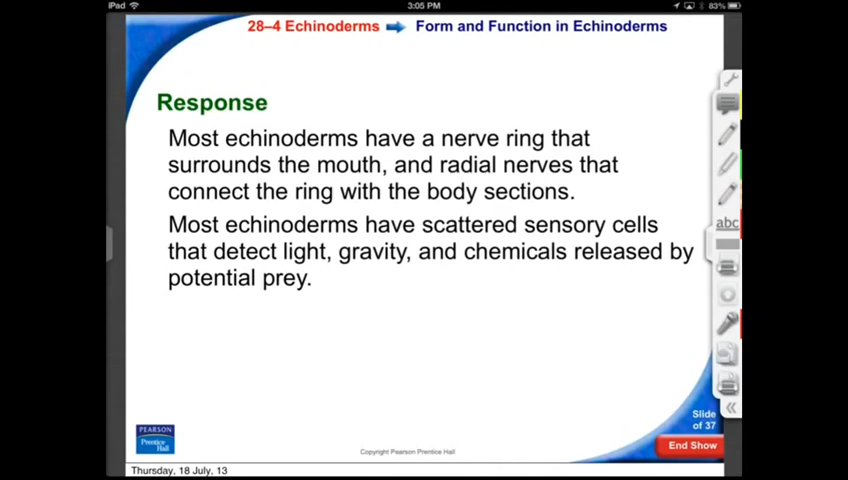 iPad 3:05 PM 83%
28–4 Echinoderms Form and Function in Echinoderms
Response
Most echinoderms have a nerve ring that
surrounds the mouth, and radial nerves that
connect the ring with the body sections.
Most echinoderms have scattered sensory cells
that detect light, gravity, and chemicals released by
potential prey.
abc
Slide
of 37
End Show
PEARSON
Prentice
Hall
Copyright Pearson Prentice Hall
Thursday, 18 July, 13